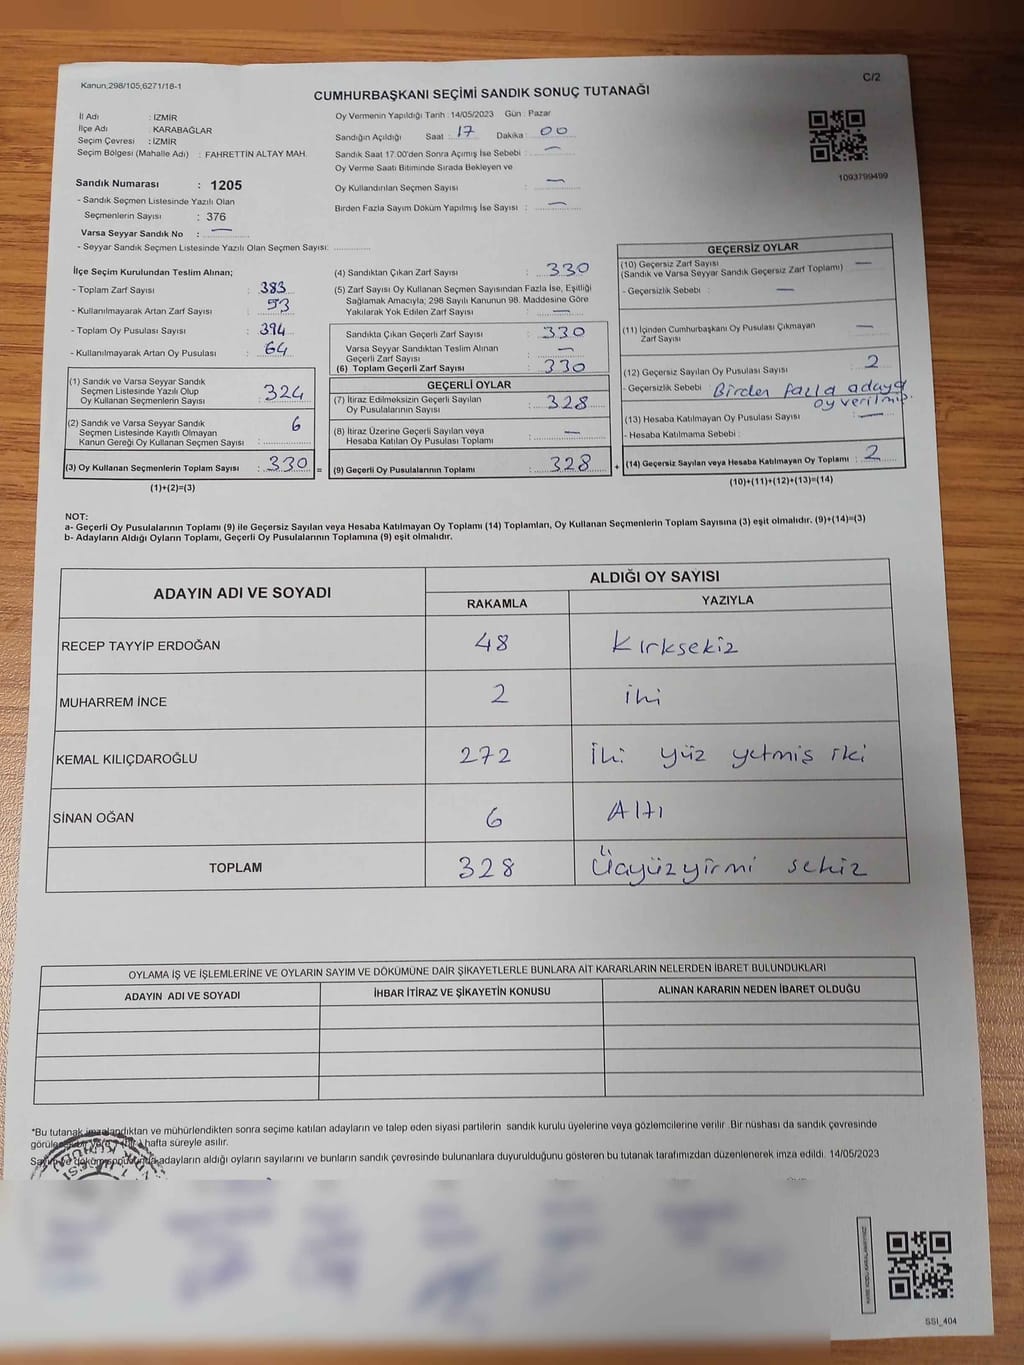 Kanun;298/105;6271/18-1
C/2
CUMHURBAŞKANI SEÇİMİ SANDIK SONUÇ TUTANAĞI
İl Adı : İZMİR
İlçe Adı : KARABAĞLAR
Seçim Çevresi : İZMİR
Seçim Bölgesi (Mahalle Adı) : FAHRETTİN ALTAY MAH.
Sandık Numarası : 1205
- Sandık Seçmen Listesinde Yazılı Olan
Seçmenlerin Sayısı : 376
Varsa Seyyar Sandık No : —
- Seyyar Sandık Seçmen Listesinde Yazılı Olan Seçmen Sayısı: ............
Oy Vermenin Yapıldığı Tarih : 14/05/2023 Gün : Pazar
Sandığın Açıldığı Saat : 17 Dakika : 00
Sandık Saat 17.00'den Sonra Açımış İse Sebebi : —
Oy Verme Saati Bitiminde Sırada Bekleyen ve
Oy Kullandırılan Seçmen Sayısı : —
Birden Fazla Sayım Döküm Yapılmış İse Sayısı : —
1093799499
İlçe Seçim Kurulundan Teslim Alınan;
- Toplam Zarf Sayısı : 383
- Kullanılmayarak Artan Zarf Sayısı : 53
- Toplam Oy Pusulası Sayısı : 394
- Kullanılmayarak Artan Oy Pusulası : 64
(1) Sandık ve Varsa Seyyar Sandık
Seçmen Listesinde Yazılı Olup
Oy Kullanan Seçmenlerin Sayısı : 324
(2) Sandık ve Varsa Seyyar Sandık
Seçmen Listesinde Kayıtlı Olmayan
Kanun Gereği Oy Kullanan Seçmen Sayısı : 6
(3) Oy Kullanan Seçmenlerin Toplam Sayısı : 330 =
(1)+(2)=(3)
(4) Sandıktan Çıkan Zarf Sayısı : 330
(5) Zarf Sayısı Oy Kullanan Seçmen Sayısından Fazla İse, Eşitliği
Sağlamak Amacıyla; 298 Sayılı Kanunun 98. Maddesine Göre
Yakılarak Yok Edilen Zarf Sayısı : —
Sandıkta Çıkan Geçerli Zarf Sayısı : 330
Varsa Seyyar Sandıktan Teslim Alınan
Geçerli Zarf Sayısı : —
(6) Toplam Geçerli Zarf Sayısı : 330
GEÇERLİ OYLAR
(7) İtiraz Edilmeksizin Geçerli Sayılan
Oy Pusulalarının Sayısı : 328
(8) İtiraz Üzerine Geçerli Sayılan veya
Hesaba Katılan Oy Pusulası Toplamı : —
(9) Geçerli Oy Pusulalarının Toplamı : 328 +
GEÇERSİZ OYLAR
(10) Geçersiz Zarf Sayısı
(Sandık ve Varsa Seyyar Sandık Geçersiz Zarf Toplamı) —
- Geçersizlik Sebebi : —
(11) İçinden Cumhurbaşkanı Oy Pusulası Çıkmayan
Zarf Sayısı —
(12) Geçersiz Sayılan Oy Pusulası Sayısı : 2
- Geçersizlik Sebebi : Birden fazla adaya
oy verilmiş.
(13) Hesaba Katılmayan Oy Pusulası Sayısı : —
- Hesaba Katılmama Sebebi :
(14) Geçersiz Sayılan veya Hesaba Katılmayan Oy Toplamı : 2
(10)+(11)+(12)+(13)=(14)
NOT:
a- Geçerli Oy Pusulalarının Toplamı (9) ile Geçersiz Sayılan veya Hesaba Katılmayan Oy Toplamı (14) Toplamları, Oy Kullanan Seçmenlerin Toplam Sayısına (3) eşit olmalıdır. (9)+(14)=(3)
b- Adayların Aldığı Oyların Toplamı, Geçerli Oy Pusulalarının Toplamına (9) eşit olmalıdır.
ADAYIN ADI VE SOYADI ALDIĞI OY SAYISI
RAKAMLA YAZIYLA
RECEP TAYYİP ERDOĞAN 48 Kırksekiz
MUHARREM İNCE 2 iki
KEMAL KILIÇDAROĞLU 272 İki yüz yetmiş iki
SİNAN OĞAN 6 Altı
TOPLAM 328 Üçyüzyirmi sekiz
OYLAMA İŞ VE İŞLEMLERİNE VE OYLARIN SAYIM VE DÖKÜMÜNE DAİR ŞİKAYETLERLE BUNLARA AİT KARARLARIN NELERDEN İBARET BULUNDUKLARI
ADAYIN ADI VE SOYADI İHBAR İTİRAZ VE ŞİKAYETİN KONUSU ALINAN KARARIN NEDEN İBARET OLDUĞU
*Bu tutanak imzalandıktan ve mühürlendikten sonra seçime katılan adayların ve talep eden siyasi partilerin sandık kurulu üyelerine veya gözlemcilerine verilir .Bir nüshası da sandık çevresinde
hafta süreyle asılır.
adayların aldığı oyların sayılarını ve bunların sandık çevresinde bulunanlara duyurulduğunu gösteren bu tutanak tarafımızdan düzenlenerek imza edildi. 14/05/2023
SSI_404